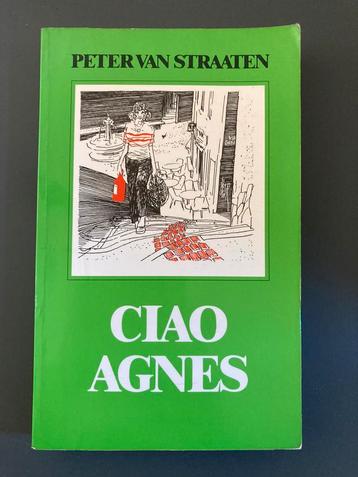 PETER VAN STRAATEN
CIAO
AGNES